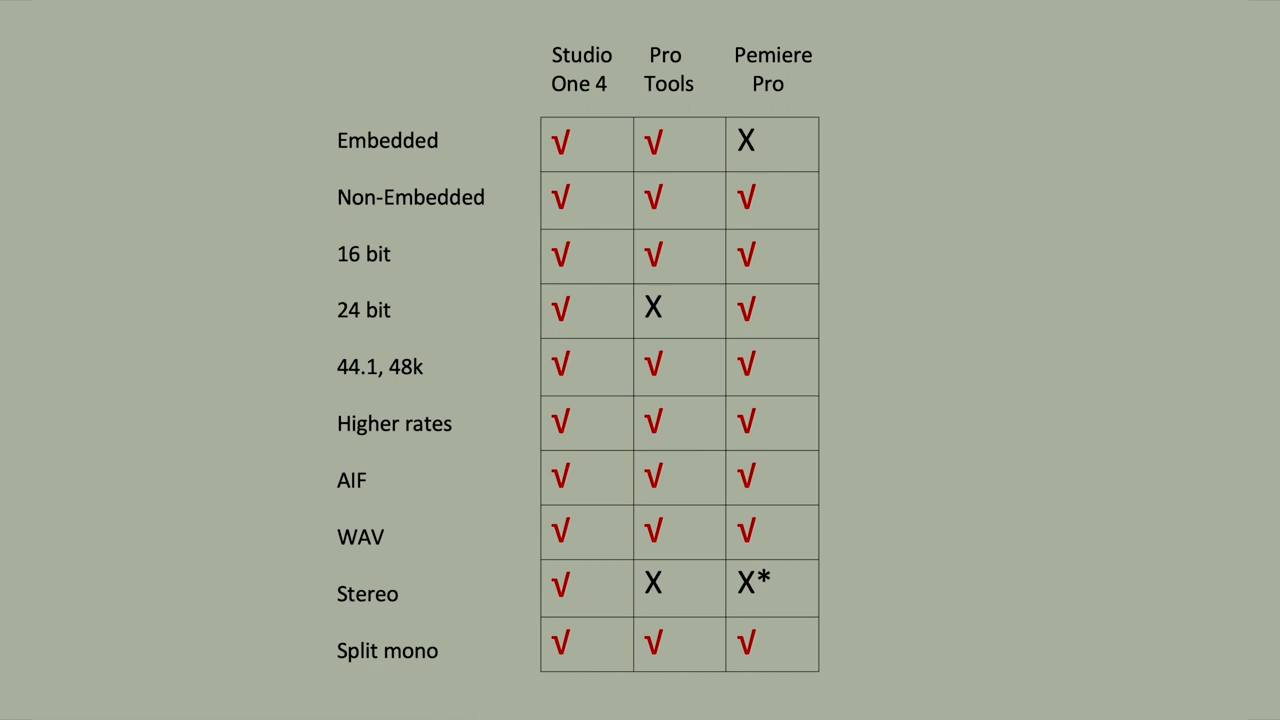 Studio Pro Pemiere
One 4 Tools Pro
Embedded √ √ X
Non-Embedded √ √ √
16 bit √ √ √
24 bit √ X √
44.1, 48k √ √ √
Higher rates √ √ √
AIF √ √ √
WAV √ √ √
Stereo √ X X*
Split mono √ √ √